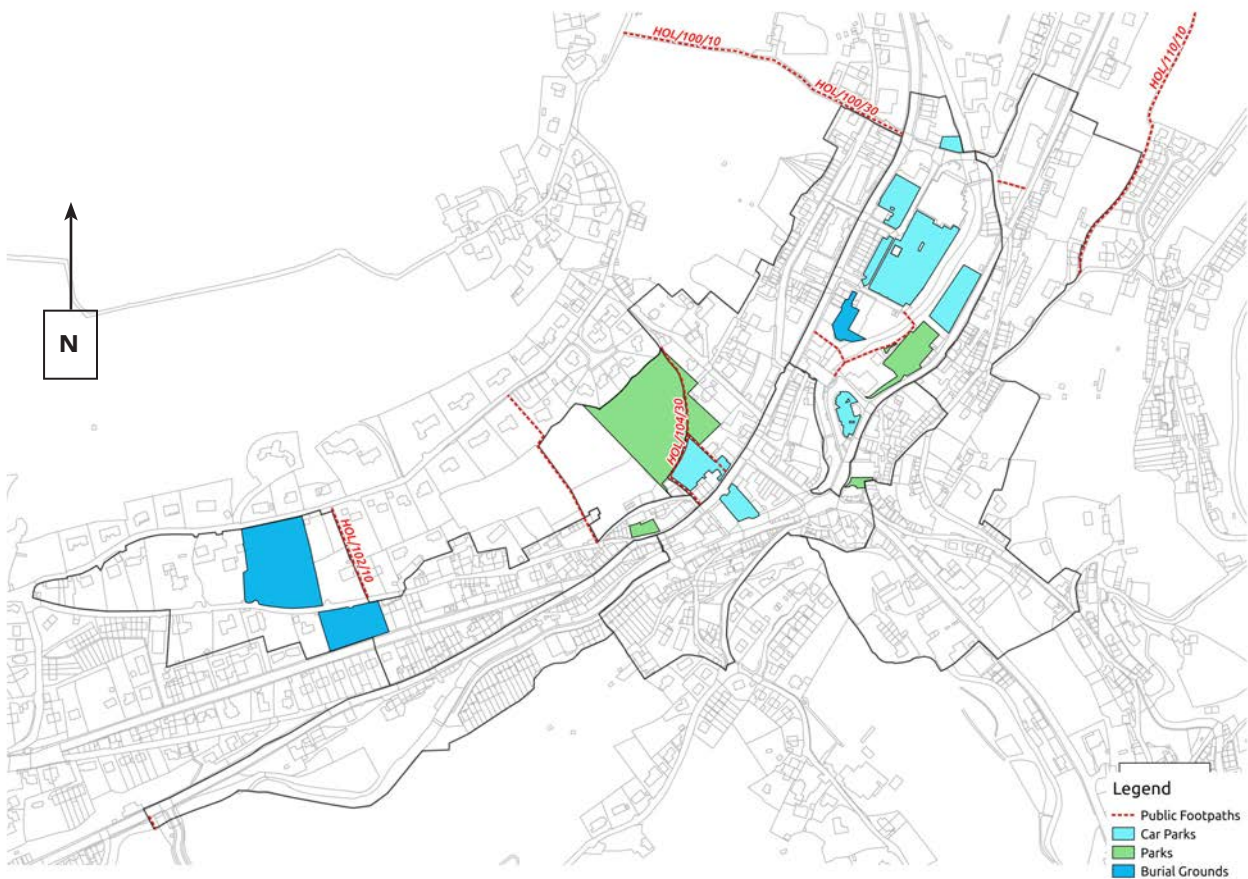 HOL/100/10
HOL/110/10
HOL/100/30
N
HOL/104/30
HOL/102/10
Legend
Public Footpaths
Car Parks
Parks
Burial Grounds